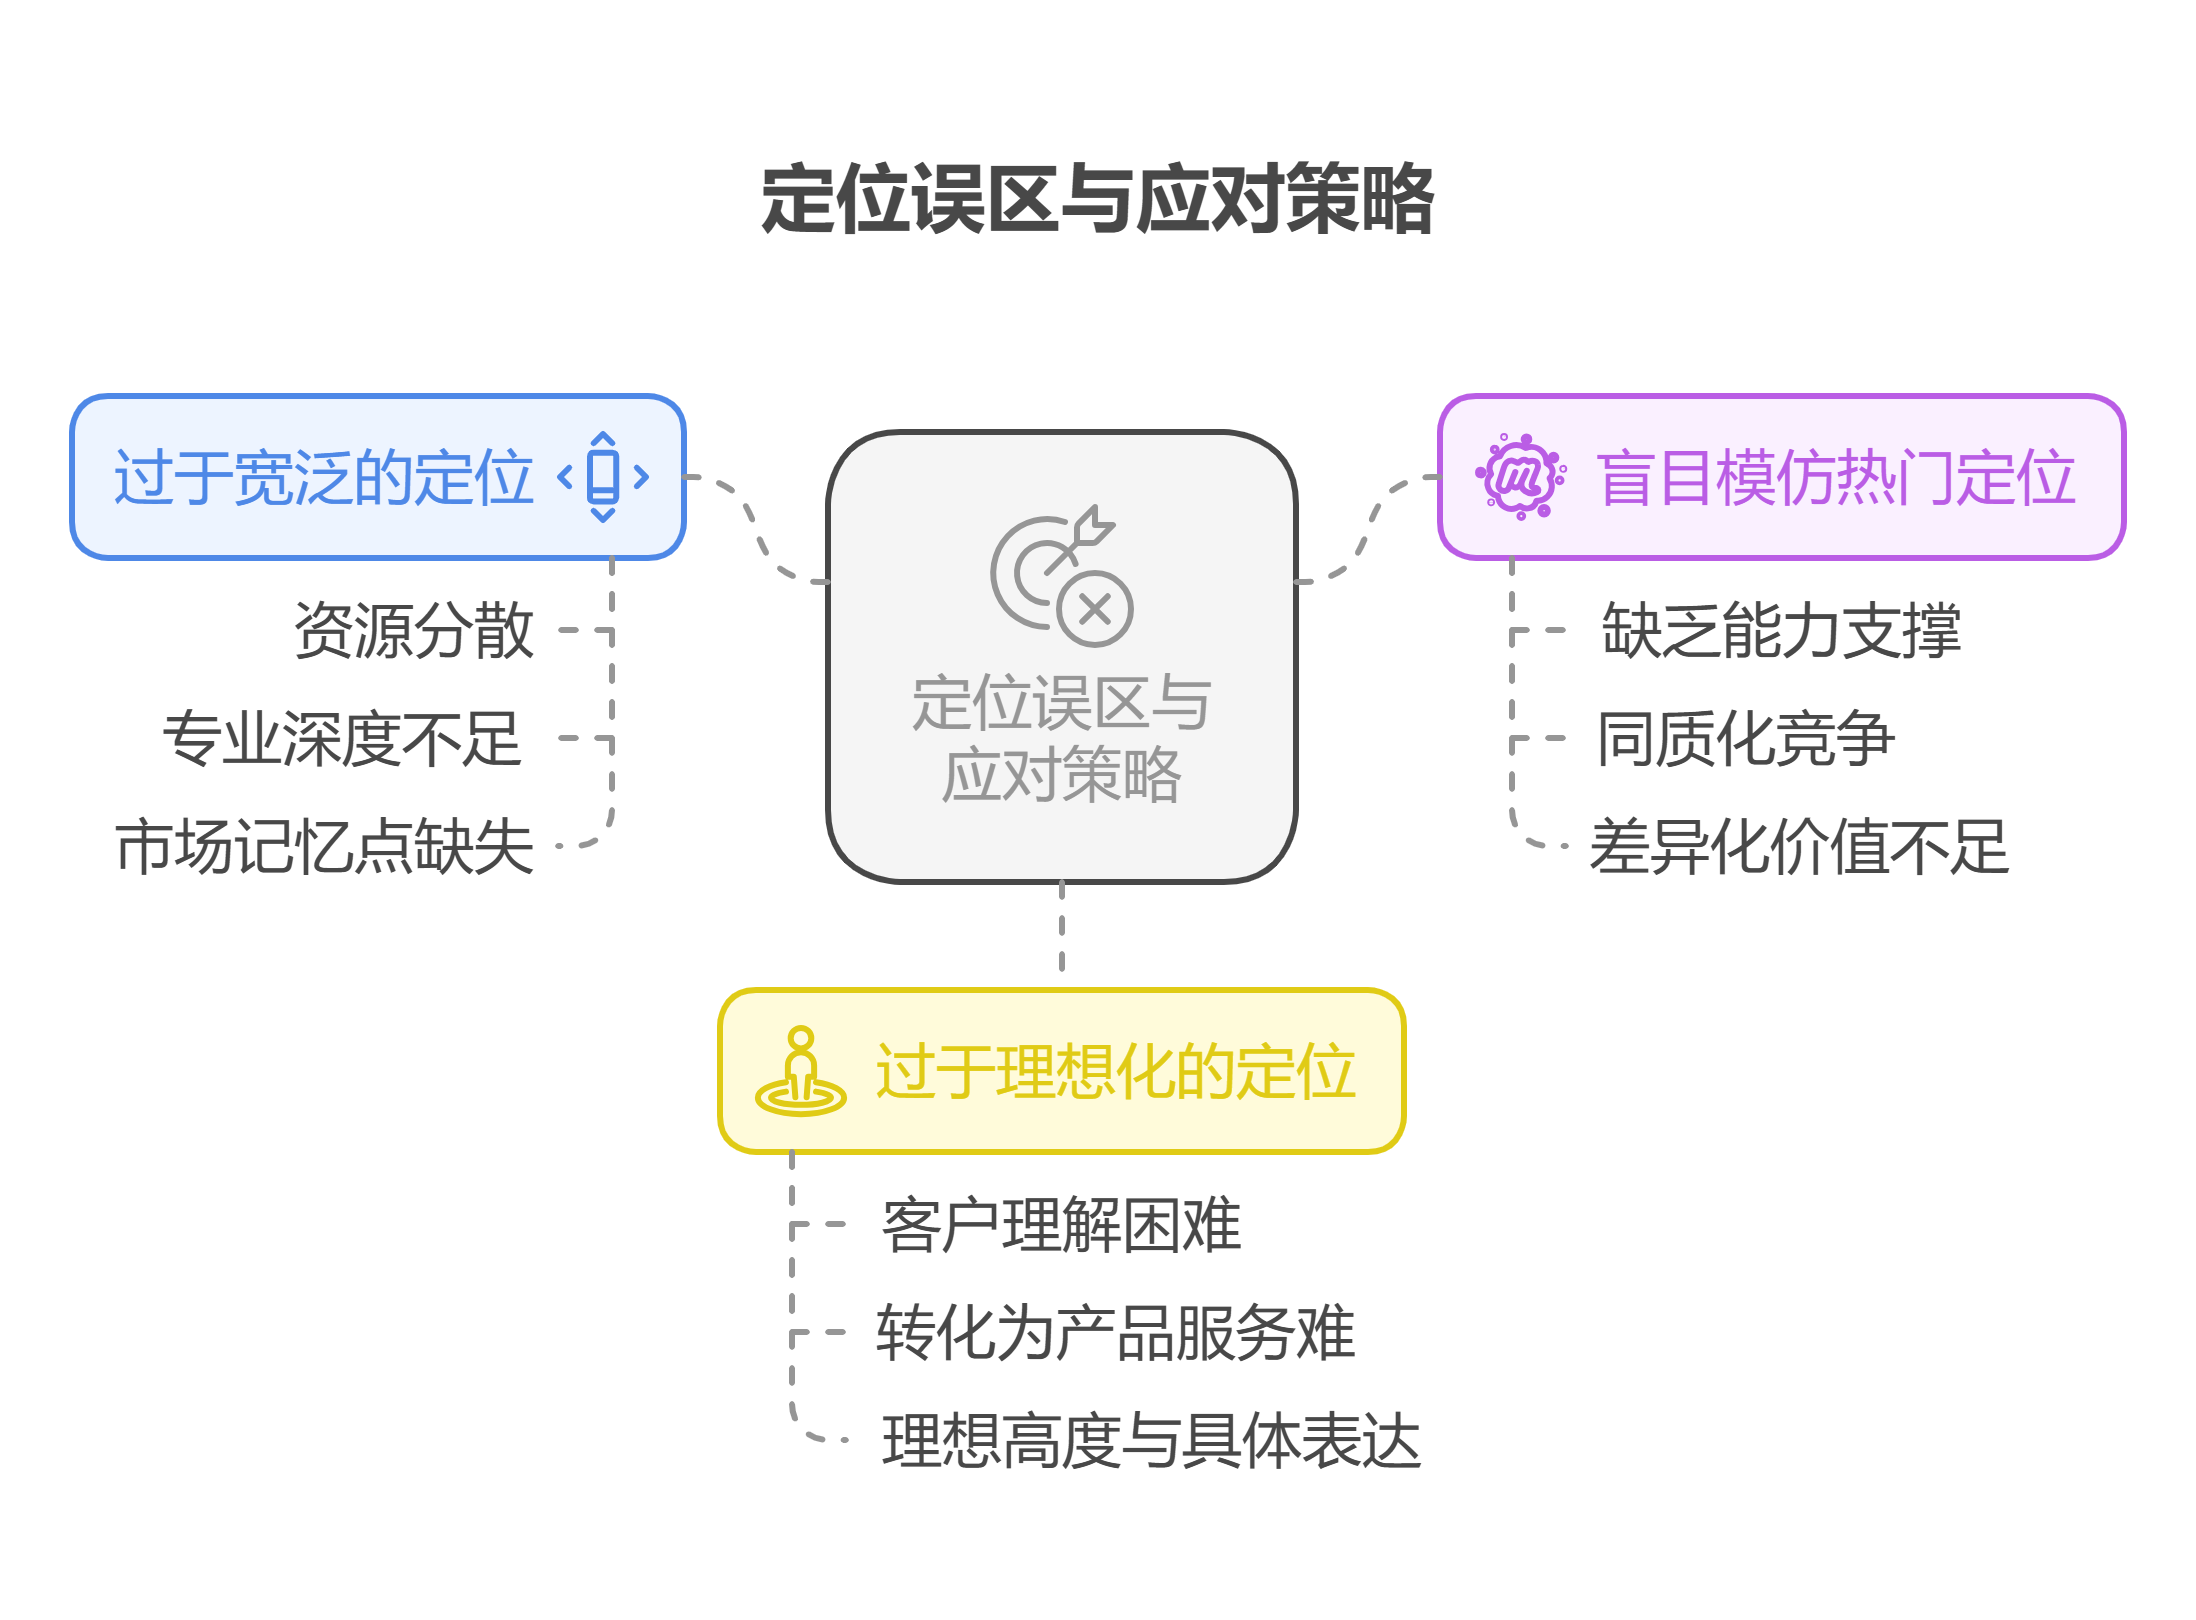 定位误区与应对策略
过于宽泛的定位
资源分散
专业深度不足
市场记忆点缺失
定位误区与
应对策略
盲目模仿热门定位
缺乏能力支撑
同质化竞争
差异化价值不足
过于理想化的定位
客户理解困难
转化为产品服务难
理想高度与具体表达